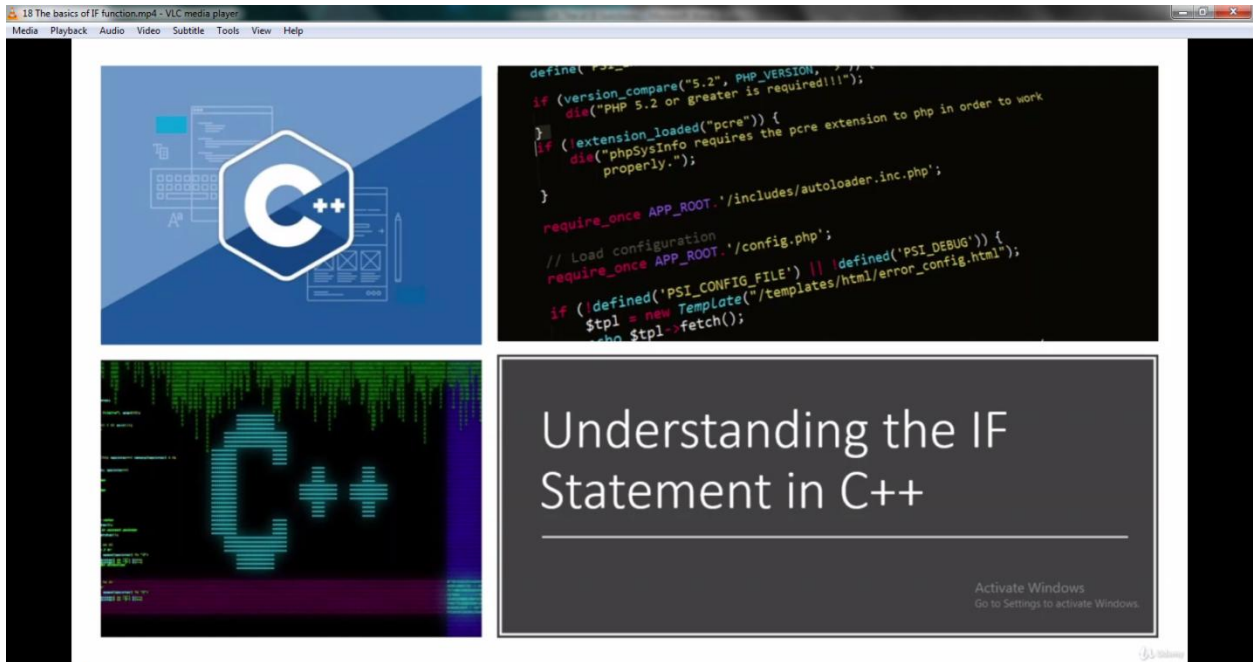 18 The basics of IF function.mp4 - VLC media player
Media Playback Audio Video Subtitle Tools View Help
C++
define(
if (version_compare("5.2", PHP_VERSION,
die("PHP 5.2 or greater is required!!!");
}
if (!extension_loaded("pcre")) {
die("phpSysInfo requires the pcre extension to php in order to work
properly.");
}
require_once APP_ROOT.'/includes/autoloader.inc.php';
// Load configuration
require_once APP_ROOT.'/config.php';
if (!defined('PSI_CONFIG_FILE') || !defined('PSI_DEBUG')) {
$tpl = new Template("/templates/html/error_config.html");
echo $tpl->fetch();
C++
Understanding the IF
Statement in C++
Activate Windows
Go to Settings to activate Windows.
Udemy